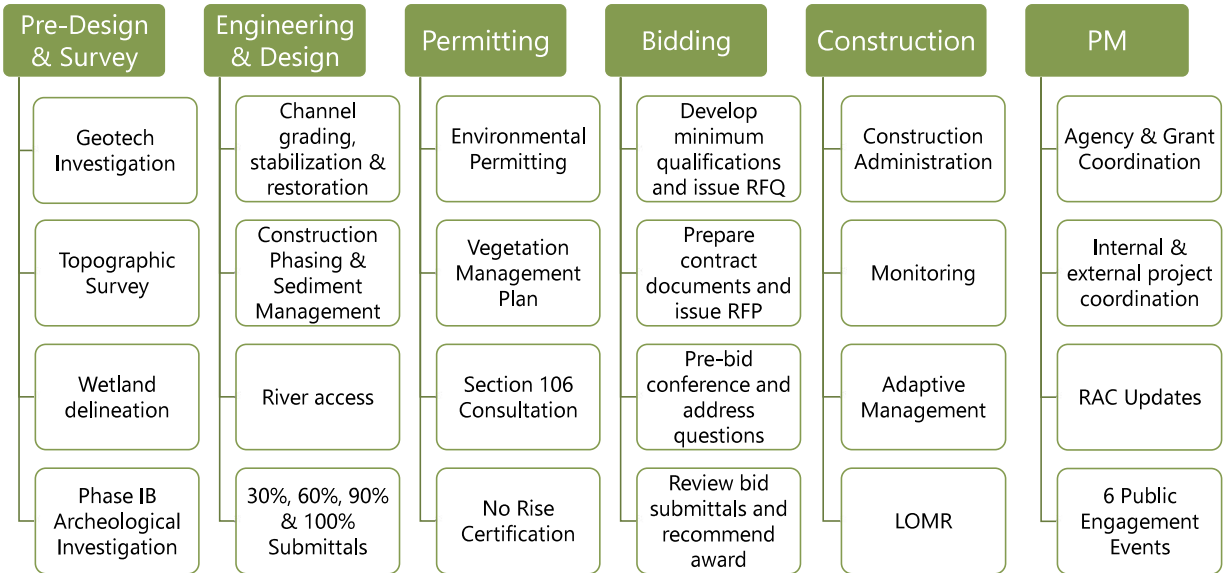 Pre-Design
& Survey
Geotech
Investigation
Topographic
Survey
Wetland
delineation
Phase IB
Archeological
Investigation
Engineering
& Design
Channel
grading,
stabilization &
restoration
Construction
Phasing &
Sediment
Management
River access
30%, 60%, 90%
& 100%
Submittals
Permitting
Environmental
Permitting
Vegetation
Management
Plan
Section 106
Consultation
No Rise
Certification
Bidding
Develop
minimum
qualifications
and issue RFQ
Prepare
contract
documents and
issue RFP
Pre-bid
conference and
address
questions
Review bid
submittals and
recommend
award
Construction
Construction
Administration
Monitoring
Adaptive
Management
LOMR
PM
Agency & Grant
Coordination
Internal &
external project
coordination
RAC Updates
6 Public
Engagement
Events